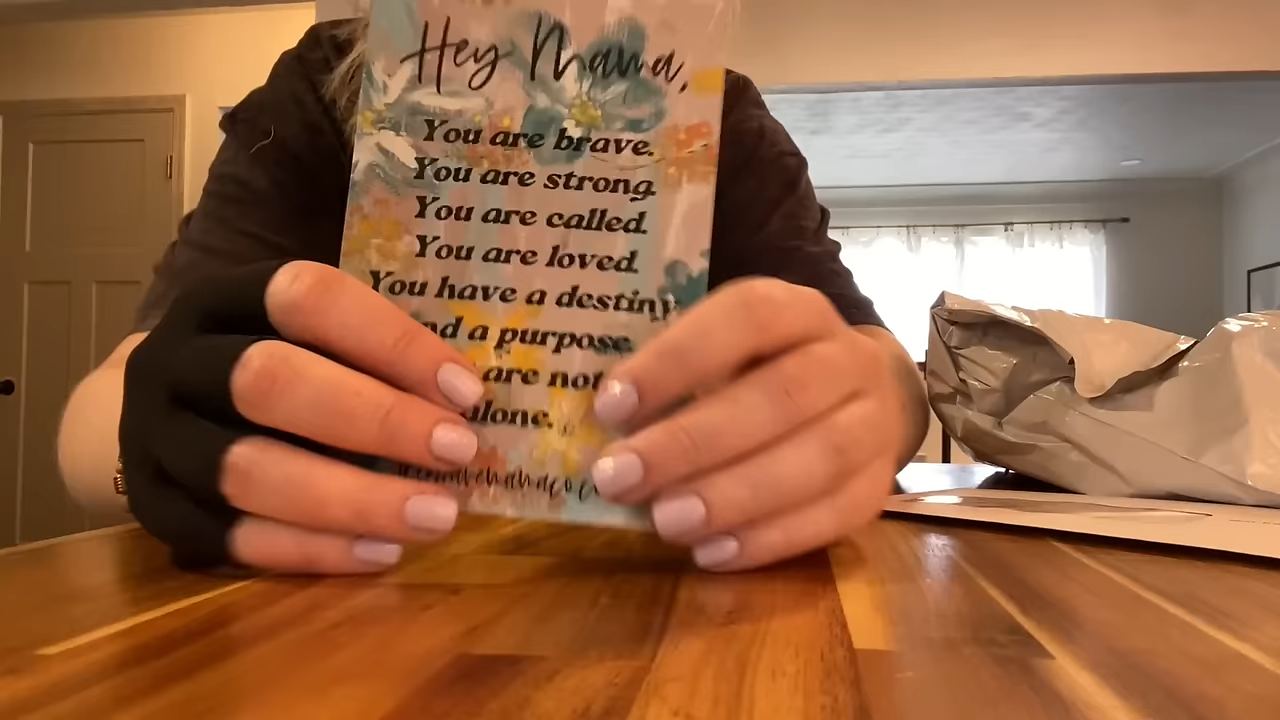 Hey Mama,
You are brave.
You are strong.
You are called.
You are loved.
You have a destiny
and a purpose.
are not
alone.